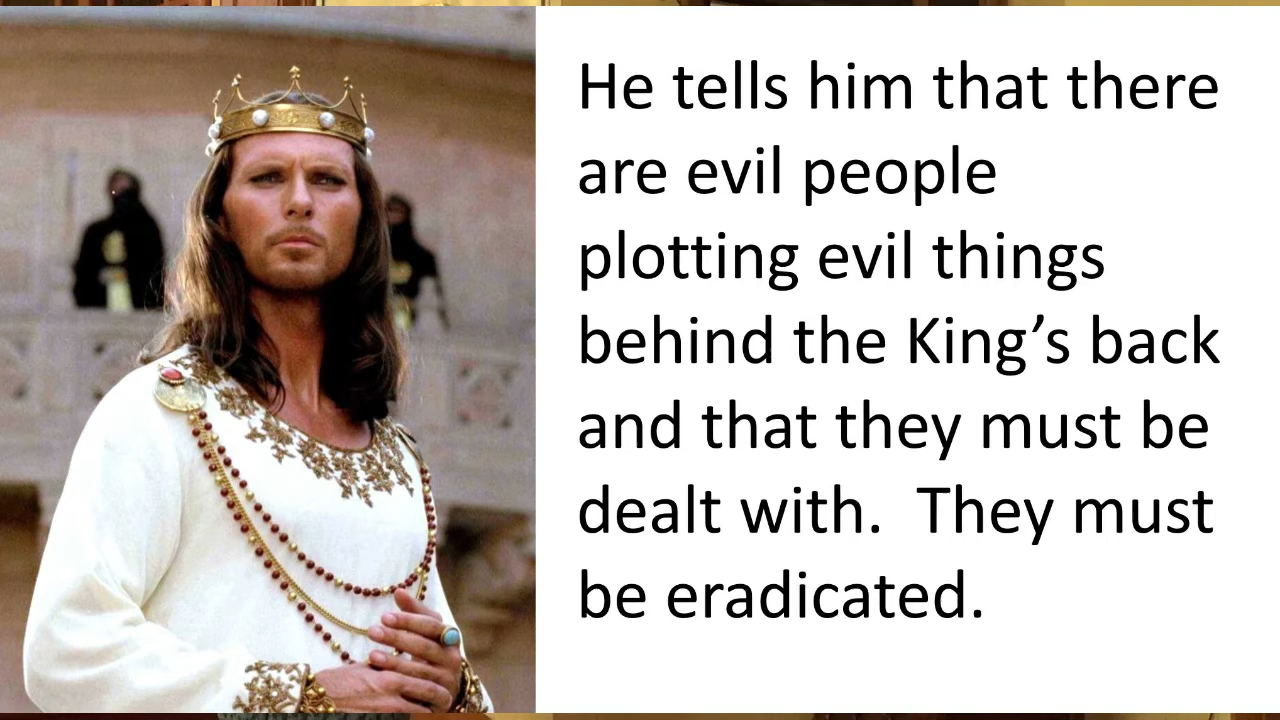 He tells him that there
are evil people
plotting evil things
behind the King’s back
and that they must be
dealt with.  They must
be eradicated.